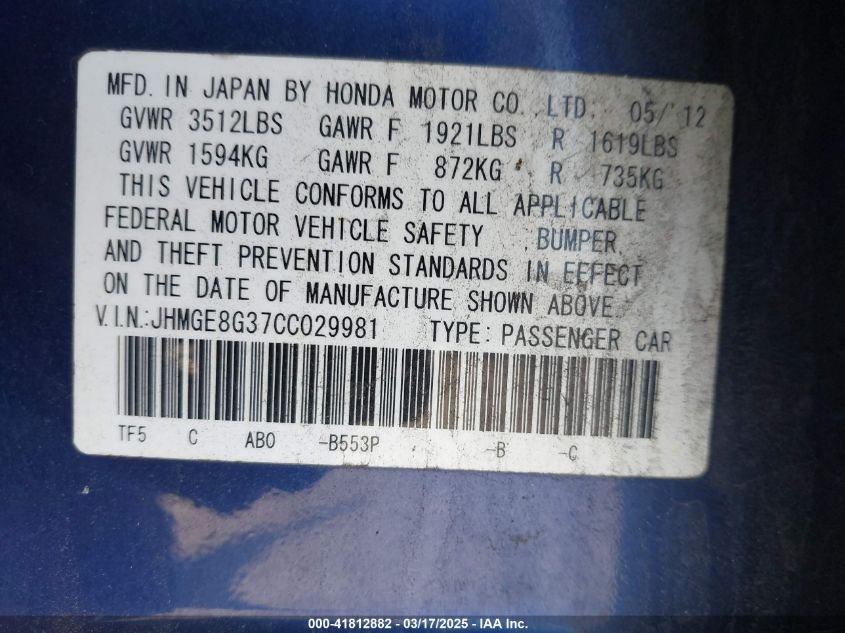 MFD. IN JAPAN BY HONDA MOTOR CO. LTD. 05/'12
GVWR 3512LBS GAWR F 1921LBS R 1619LBS
GVWR 1594KG GAWR F 872KG R 735KG
THIS VEHICLE CONFORMS TO ALL APPLICABLE
FEDERAL MOTOR VEHICLE SAFETY , BUMPER
AND THEFT PREVENTION STANDARDS IN EFFECT
ON THE DATE OF MANUFACTURE SHOWN ABOVE.
V.I.N.:JHMGE8G37CC029981 TYPE: PASSENGER CAR
TF5 C AB0 -B553P -B -C
000-41812882 - 03/17/2025 - IAA Inc.